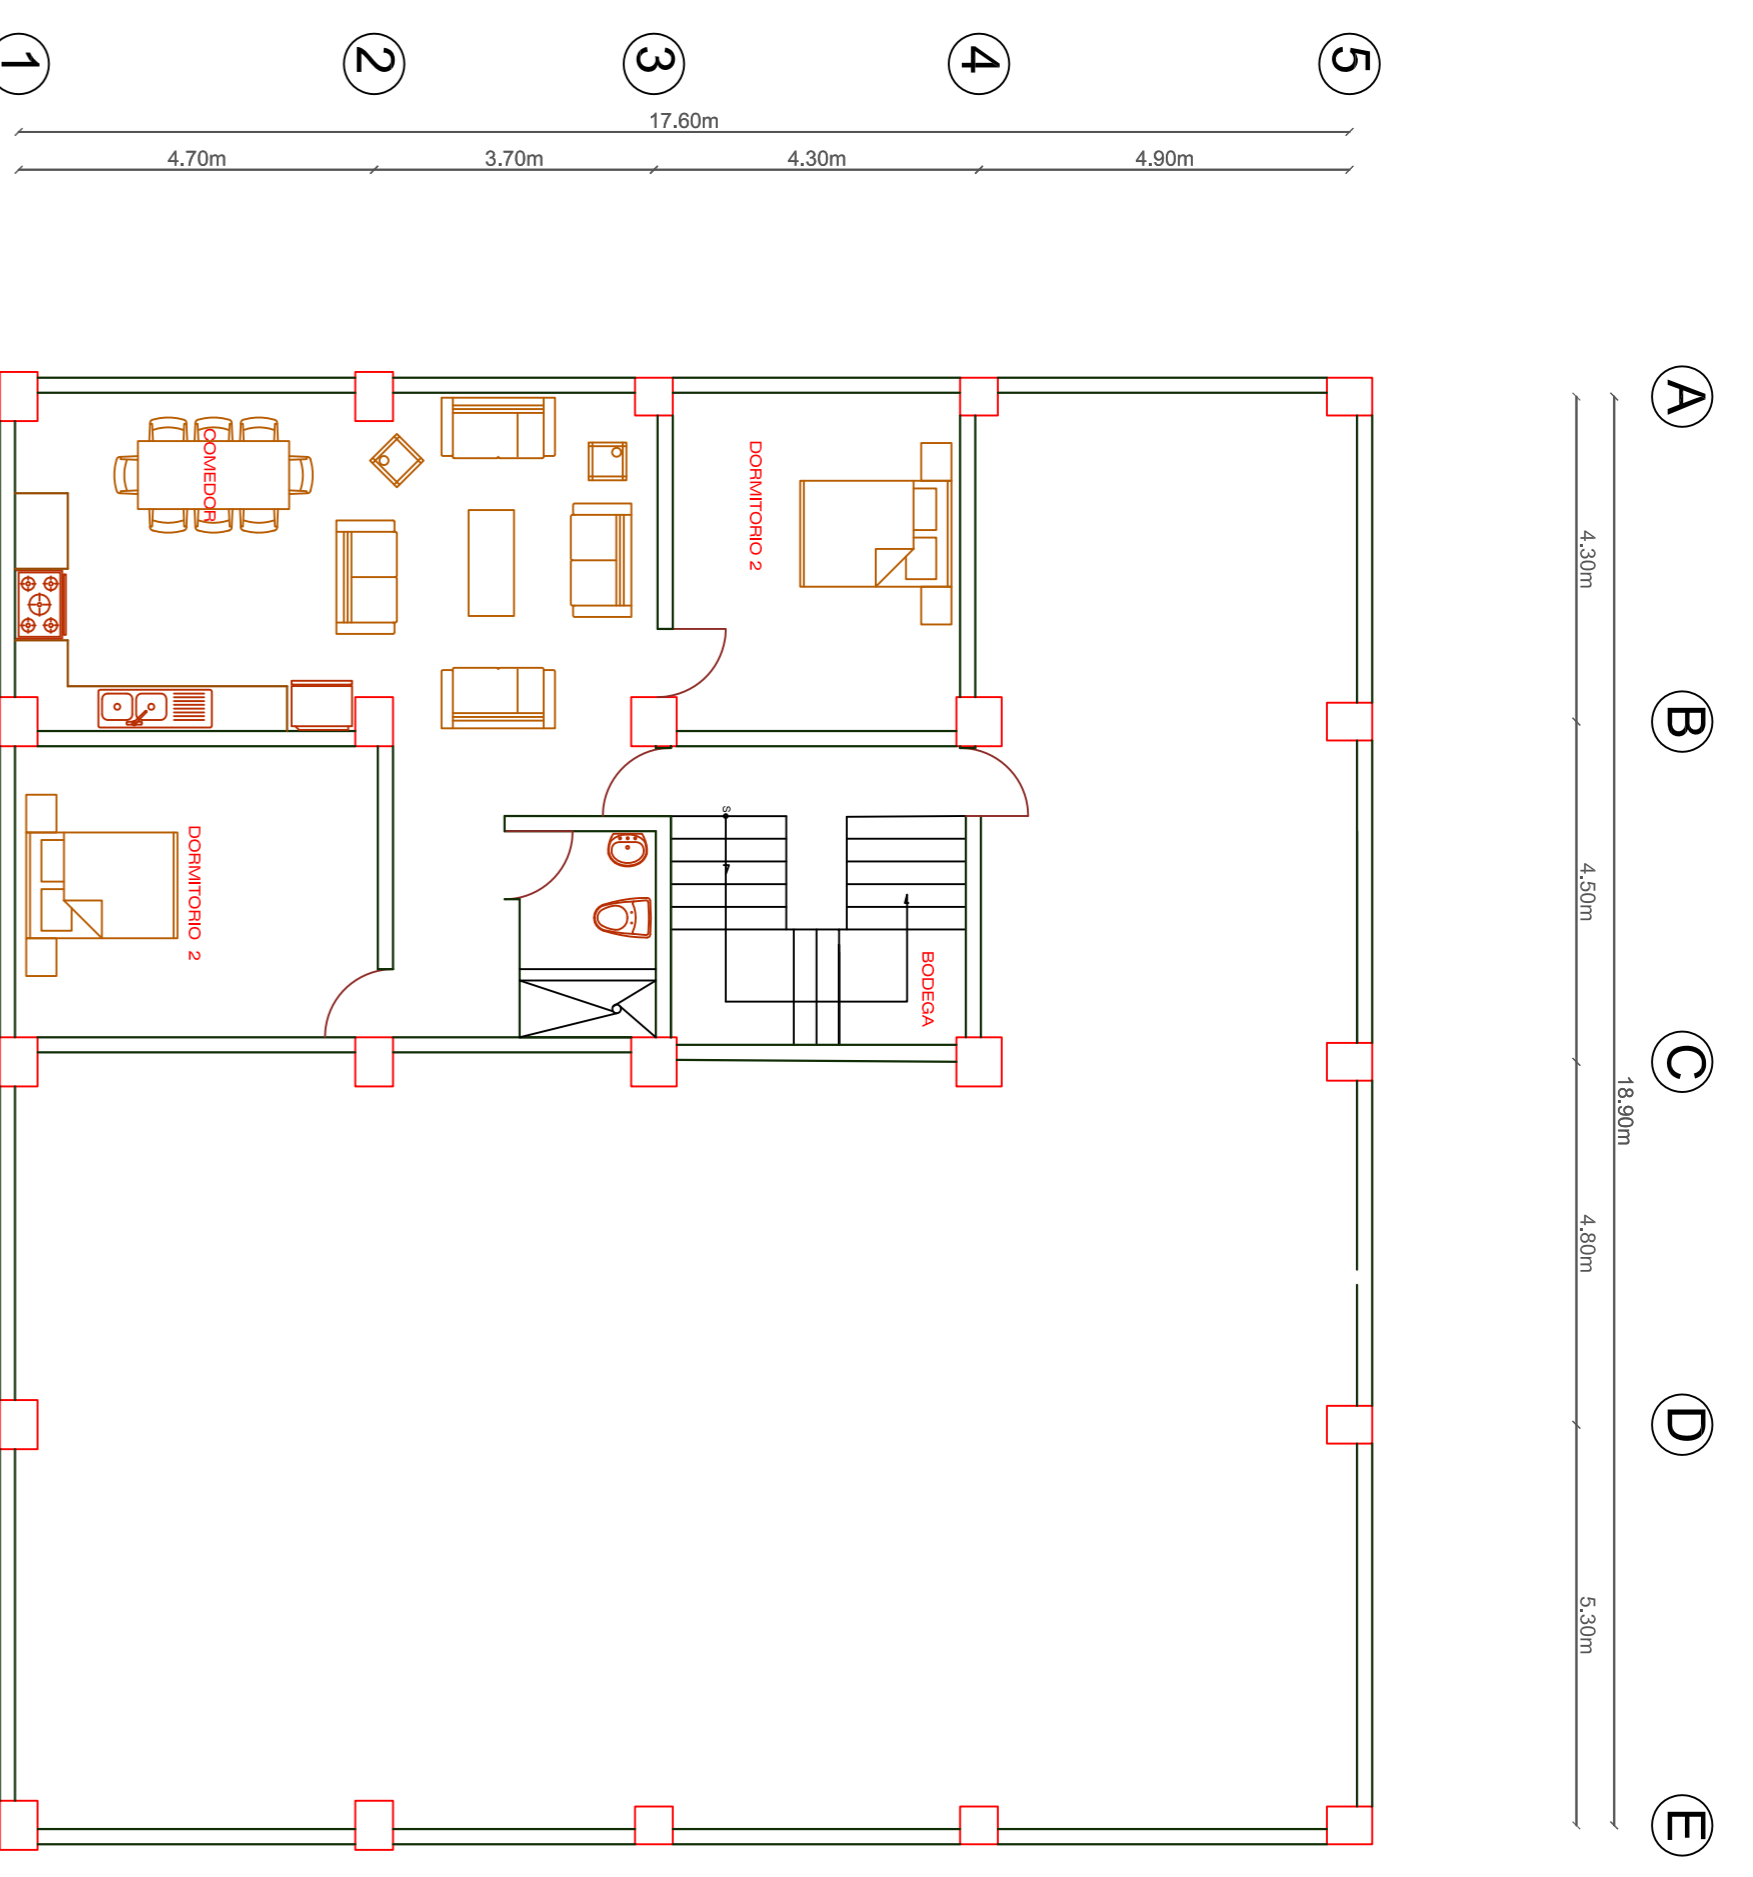 1
2
3
4
5
17.60m
4.70m
3.70m
4.30m
4.90m
A
B
C
D
E
4.30m
4.50m
4.80m
5.30m
18.90m
COMEDOR
DORMITORIO 2
DORMITORIO 2
S
BODEGA